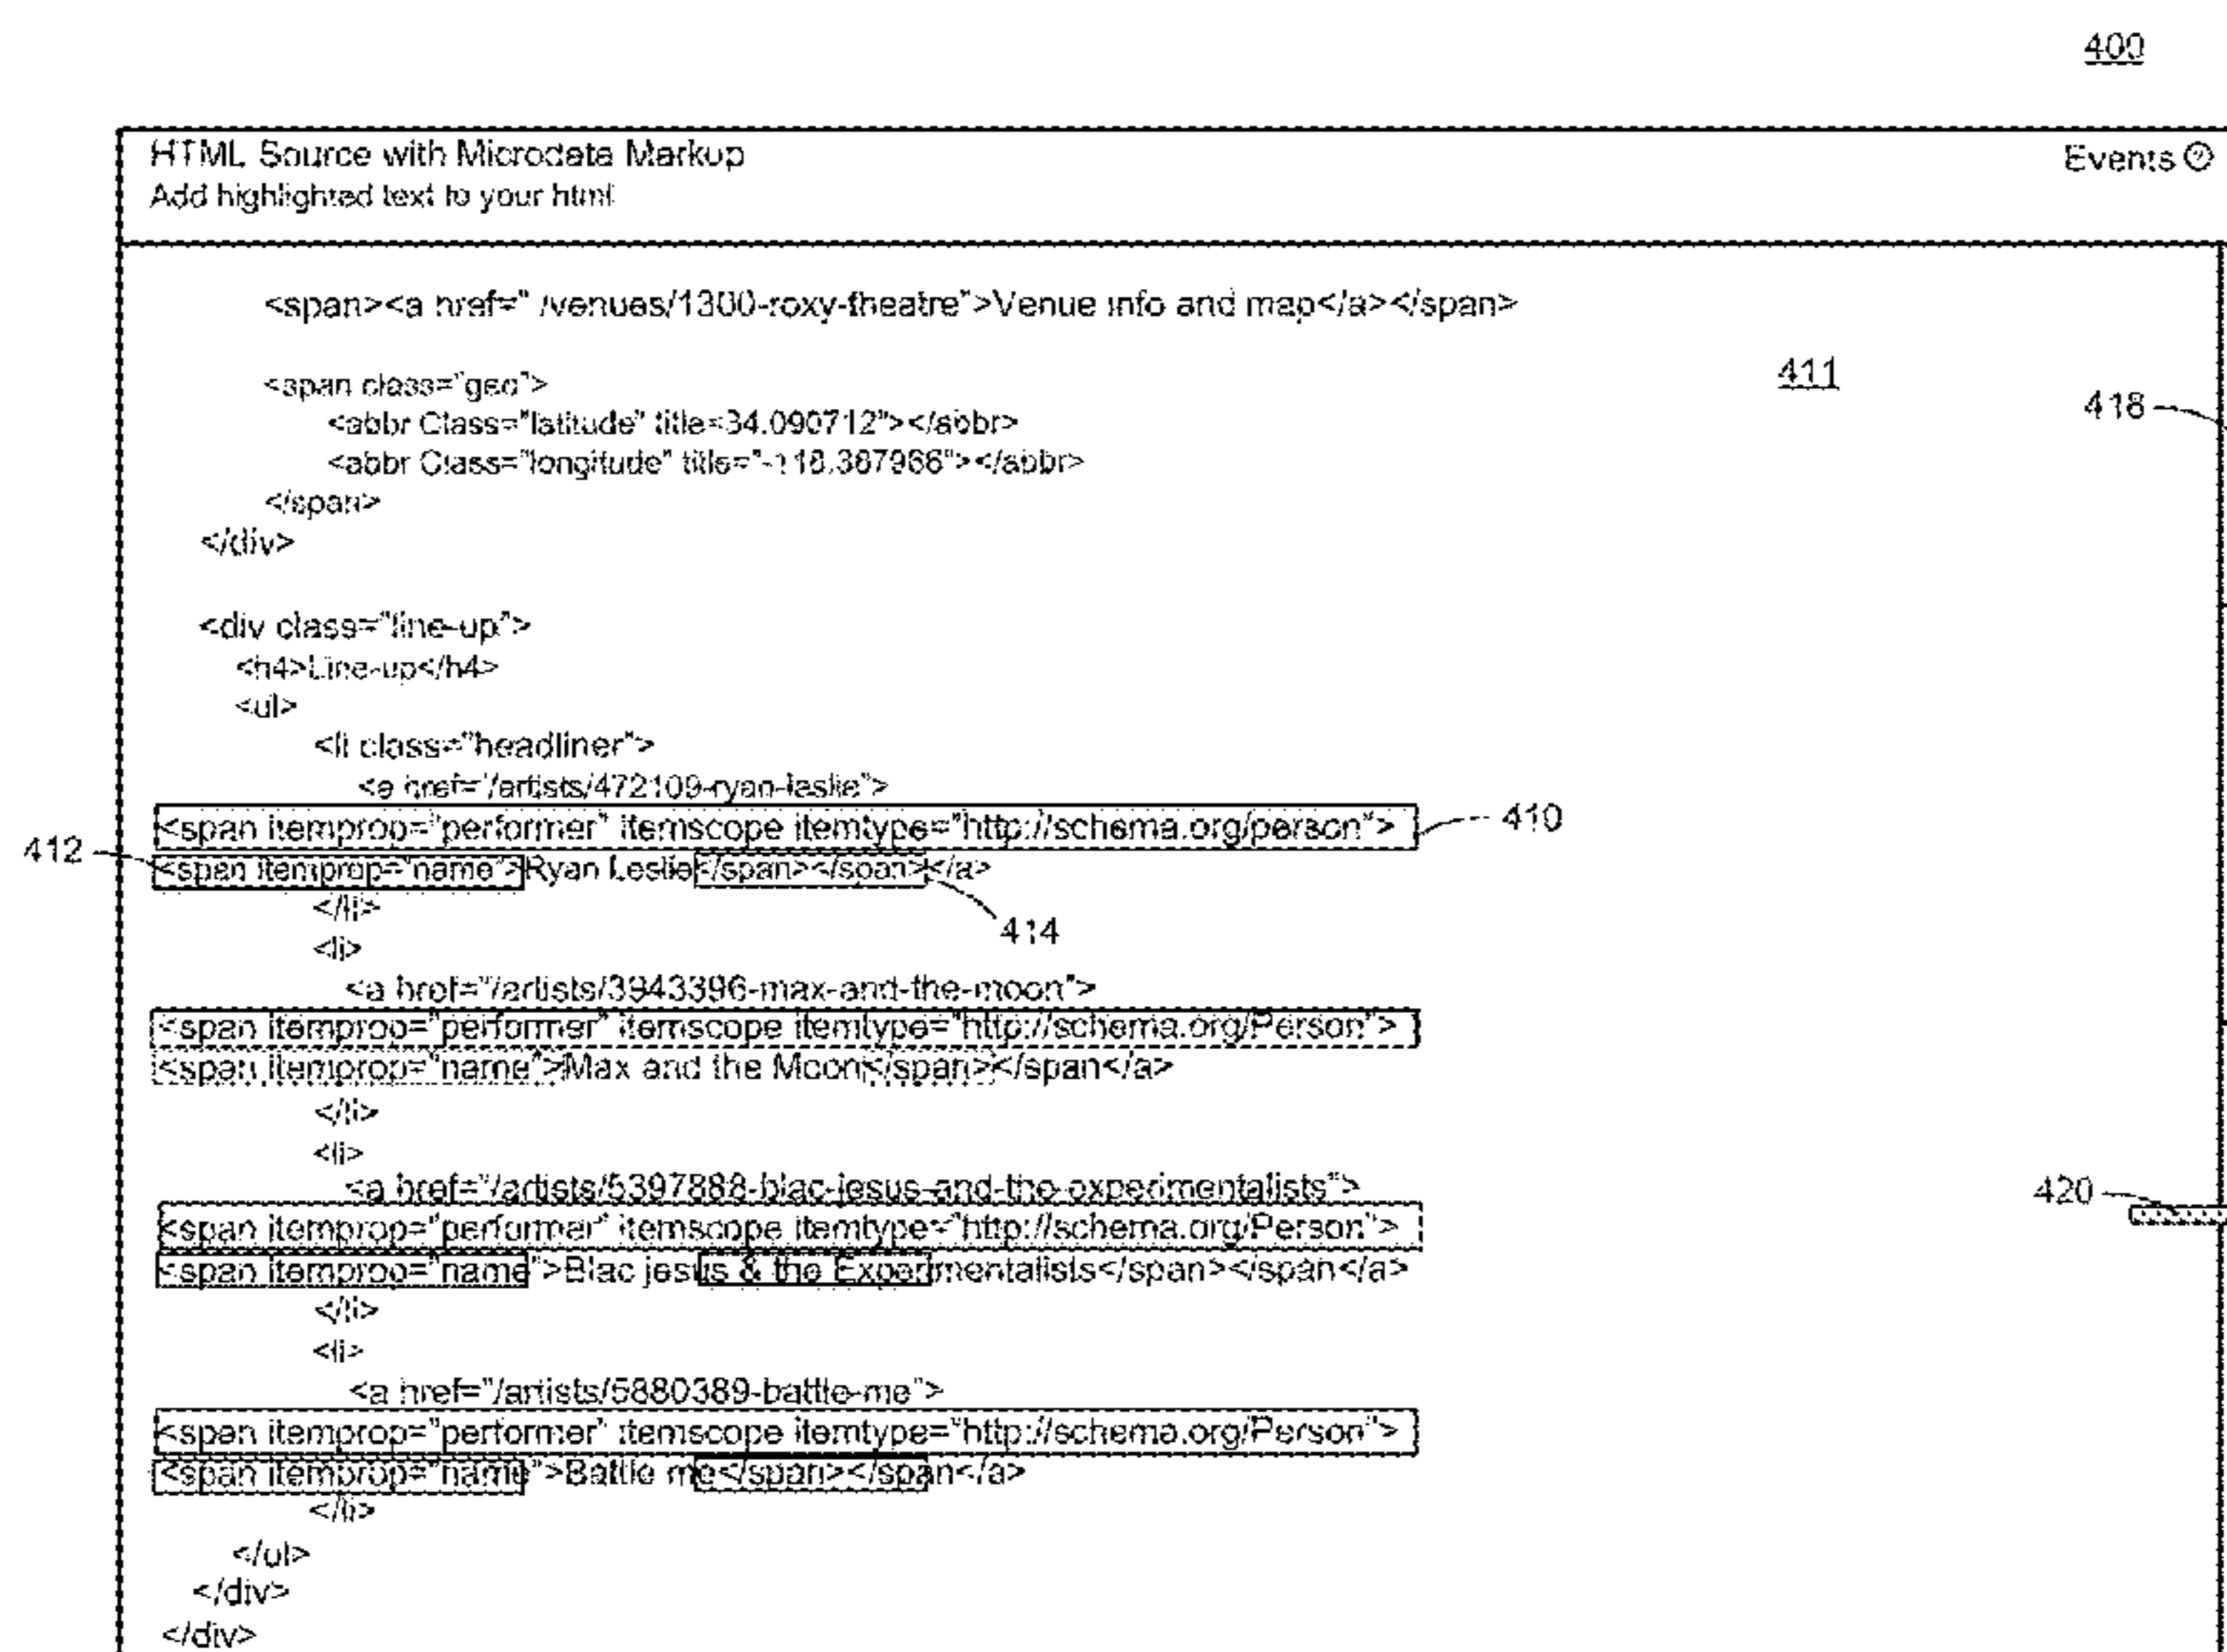 400
HTML Source with Microdata Markup
Events ?
Add highlighted text to your html
<span><a href=" /venues/1300-roxy-theatre">Venue info and map</a></span>
411
<span class="geo">
418
<abbr Class="latitude" title=34.090712"></abbr>
<abbr Class="longitude" title="-118.387966"></abbr>
</span>
</div>
<div class="line-up">
<h4>Line-up</h4>
<ul>
<li class="headliner">
<a href="/artists/472109-ryan-leslie">
<span itemprop="performer" itemscope itemtype="http://schema.org/person">
410
412
<span itemprop="name">Ryan Leslie</span></span></a>
</li>
414
<li>
<a href="/artists/3943396-max-and-the-moon">
<span itemprop="performer" itemscope itemtype="http://schema.org/Person">
<span itemprop="name">Max and the Moon</span></span</a>
</li>
<li>
<a href="/artists/5397888-blac-jesus-and-the-experimentalists">
420
<span itemprop="performer" itemscope itemtype="http://schema.org/Person">
<span itemprop="name">Blac jesus & the Experimentalists</span></span</a>
</li>
<li>
<a href="/artists/5880389-battle-me">
<span itemprop="performer" itemscope itemtype="http://schema.org/Person">
<span itemprop="name">Battle me</span></span</a>
</li>
</ul>
</div>
</div>